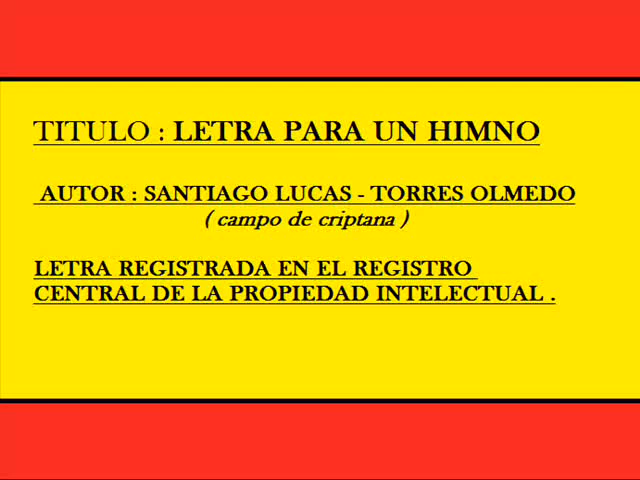 TITULO : LETRA PARA UN HIMNO
AUTOR : SANTIAGO LUCAS - TORRES OLMEDO
( campo de criptana )
LETRA REGISTRADA EN EL REGISTRO
CENTRAL DE LA PROPIEDAD INTELECTUAL .